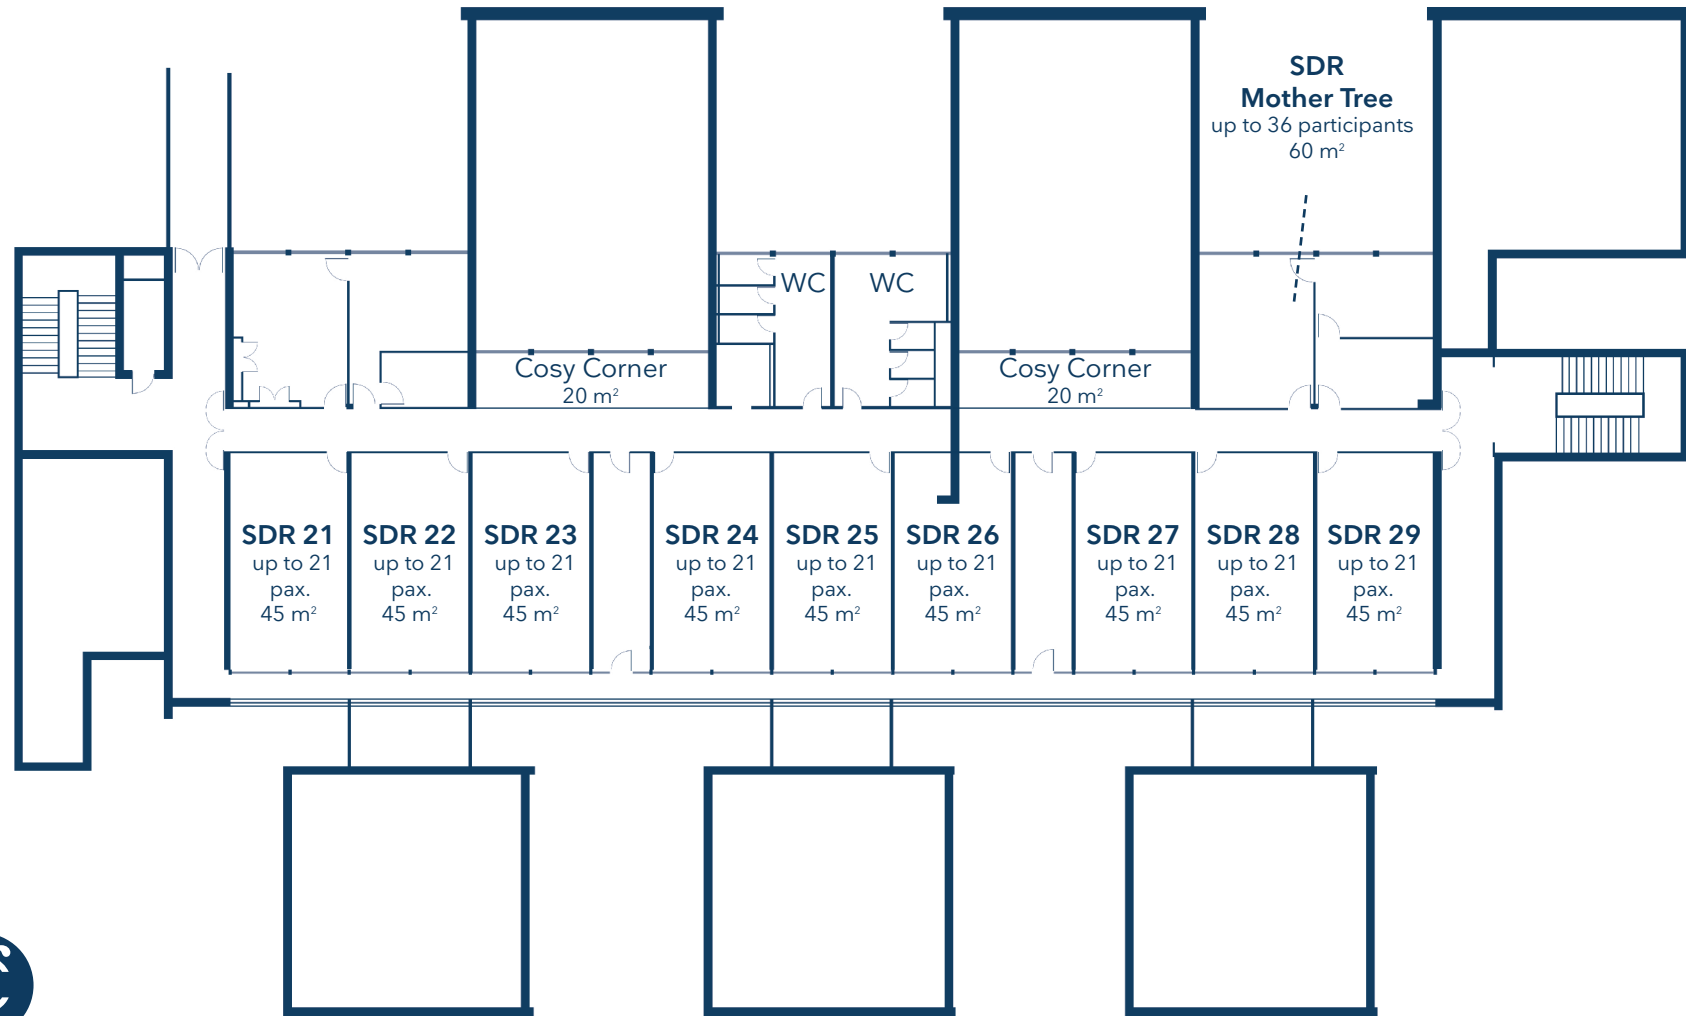 SDR
Mother Tree
up to 36 participants
60 m²
WC
WC
Cosy Corner
20 m²
Cosy Corner
20 m²
SDR 21
up to 21
pax.
45 m²
SDR 22
up to 21
pax.
45 m²
SDR 23
up to 21
pax.
45 m²
SDR 24
up to 21
pax.
45 m²
SDR 25
up to 21
pax.
45 m²
SDR 26
up to 21
pax.
45 m²
SDR 27
up to 21
pax.
45 m²
SDR 28
up to 21
pax.
45 m²
SDR 29
up to 21
pax.
45 m²